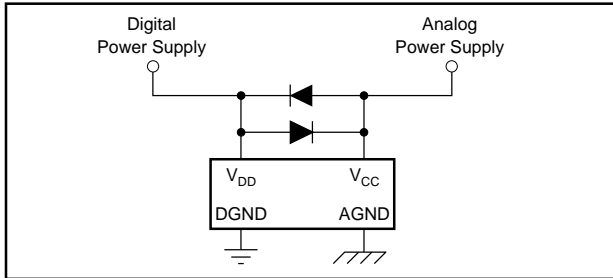 Digital
Power Supply
Analog
Power Supply
VDD
VCC
DGND
AGND